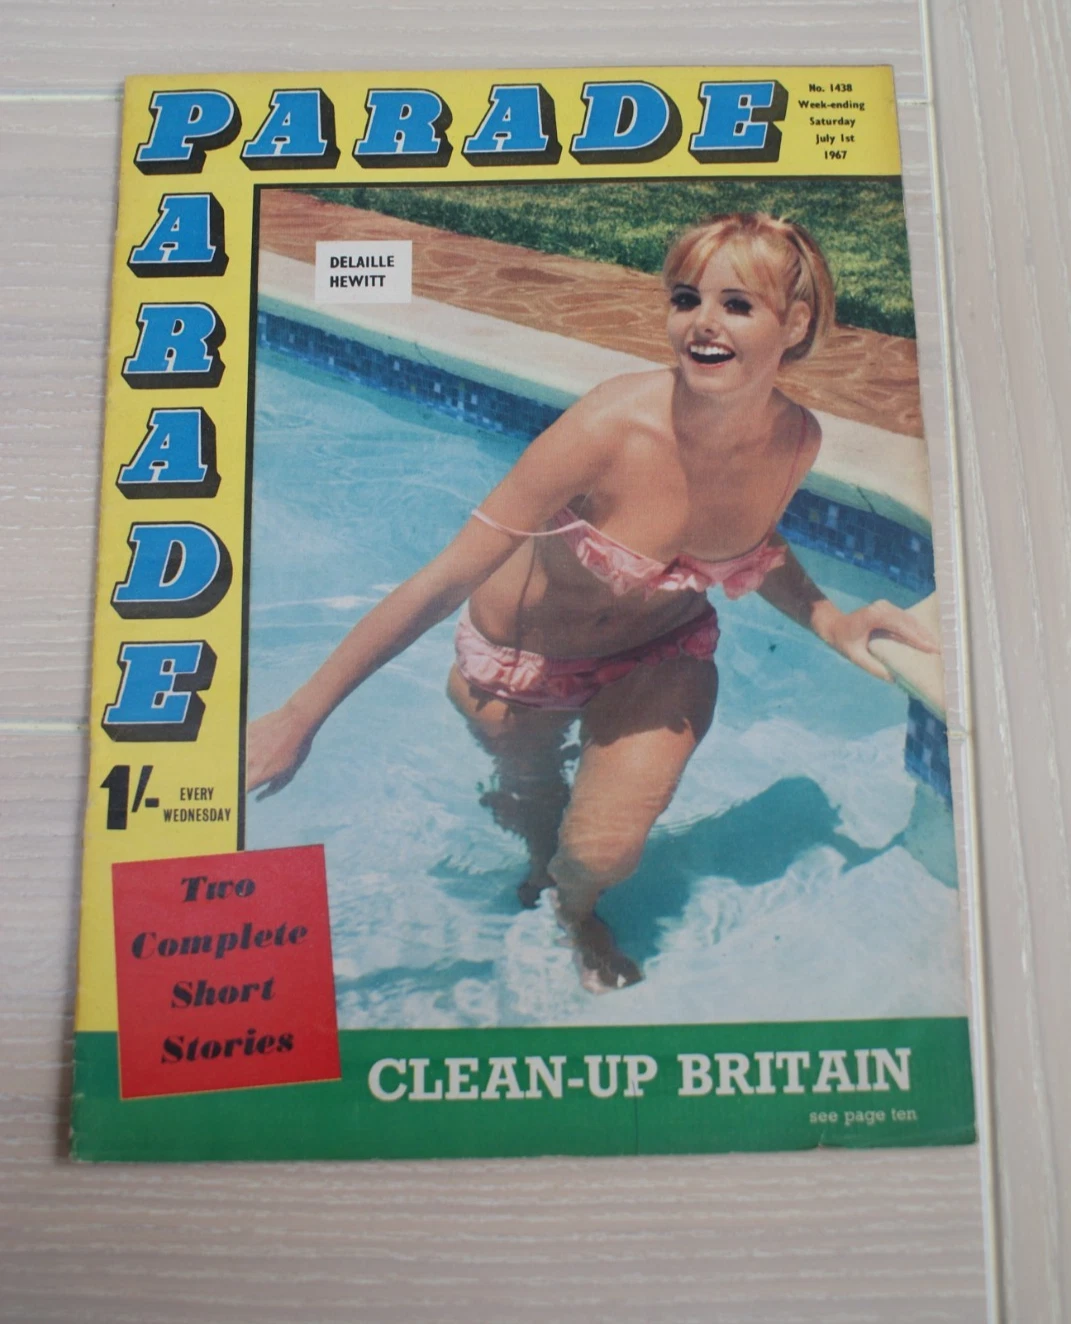 PARADE
No. 1438
Week-ending
Saturday
July 1st
1967
ARADE
DELAILLE
HEWITT
1/-
EVERY
WEDNESDAY
Two
Complete
Short
Stories
CLEAN-UP BRITAIN
see page ten